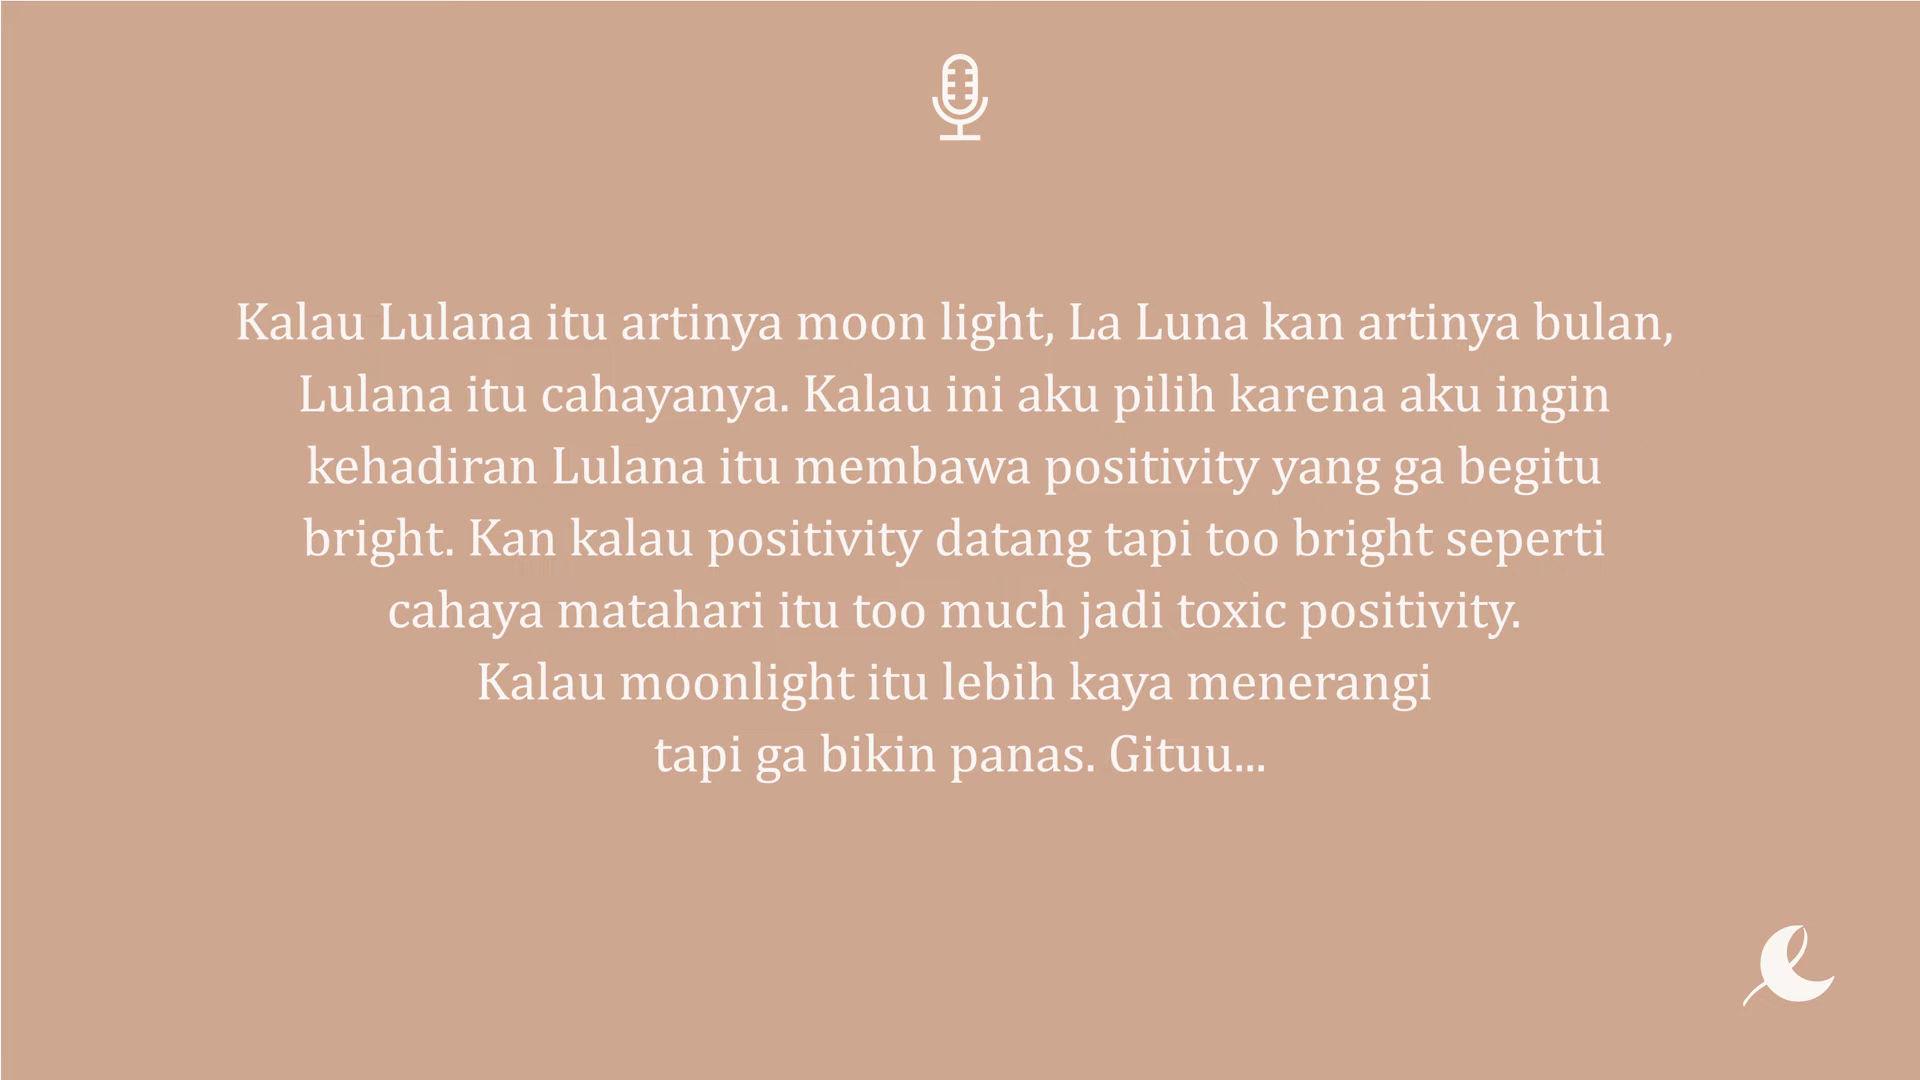 Kalau Lulana itu artinya moon light, La Luna kan artinya bulan,
Lulana itu cahayanya. Kalau ini aku pilih karena aku ingin
kehadiran Lulana itu membawa positivity yang ga begitu
bright. Kan kalau positivity datang tapi too bright seperti
cahaya matahari itu too much jadi toxic positivity.
Kalau moonlight itu lebih kaya menerangi
tapi ga bikin panas. Gituu...